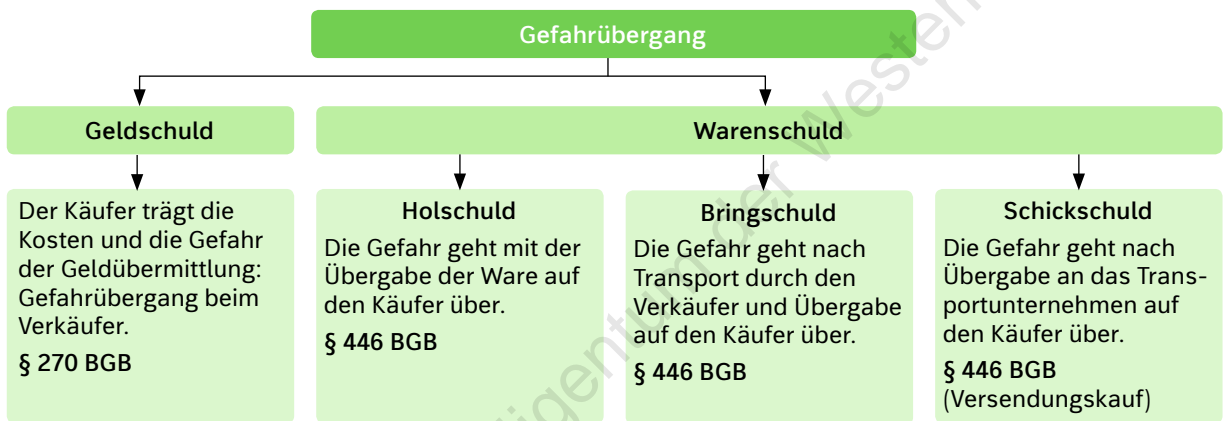 Gefahrübergang
Geldschuld
Warenschuld
Der Käufer trägt die
Kosten und die Gefahr
der Geldübermittlung:
Gefahrübergang beim
Verkäufer.
§ 270 BGB
Holschuld
Die Gefahr geht mit der
Übergabe der Ware auf
den Käufer über.
§ 446 BGB
Bringschuld
Die Gefahr geht nach
Transport durch den
Verkäufer und Übergabe
auf den Käufer über.
§ 446 BGB
Schickschuld
Die Gefahr geht nach
Übergabe an das Trans-
portunternehmen auf
den Käufer über.
§ 446 BGB
(Versendungskauf)
der